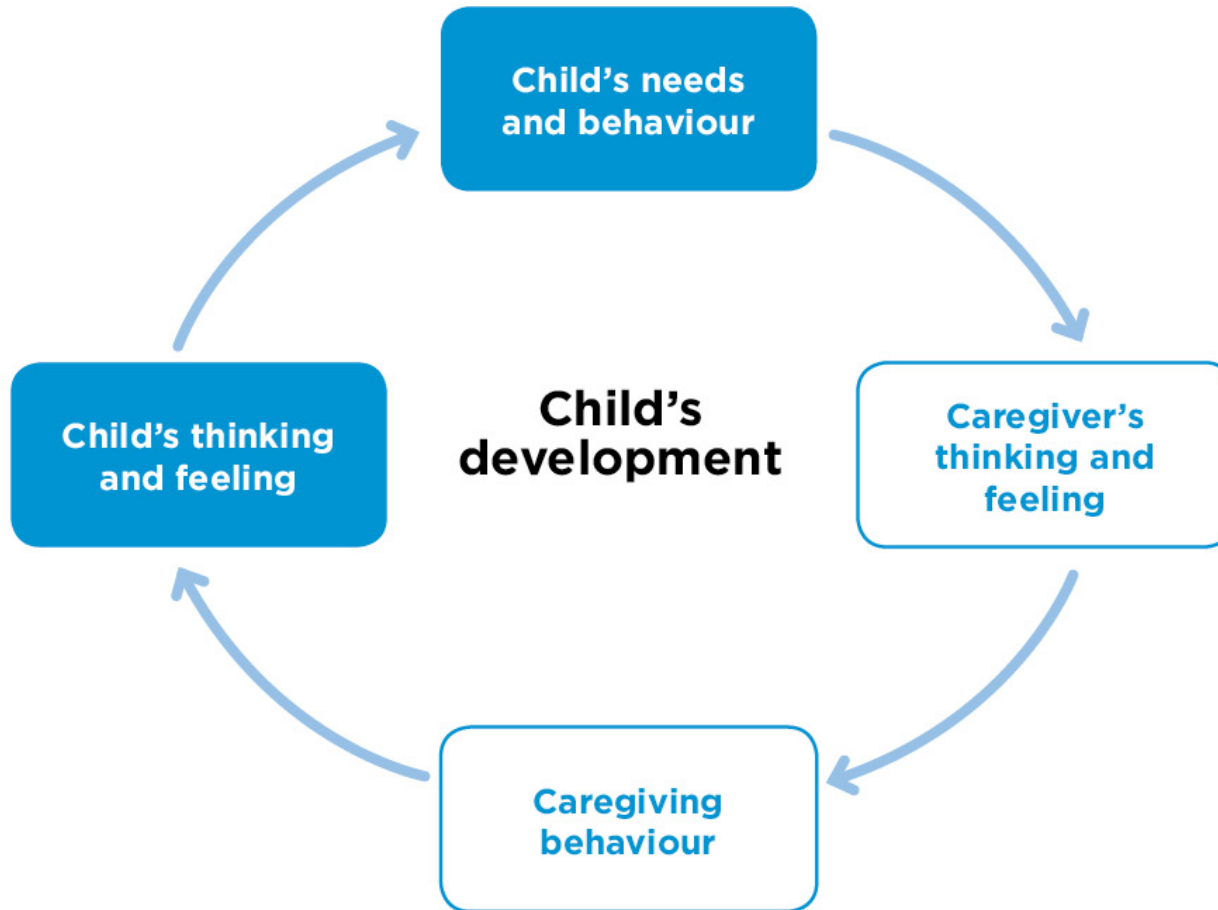 Child’s needs
and behaviour
Caregiver’s
thinking and
feeling
Caregiving
behaviour
Child’s thinking
and feeling
Child’s
development